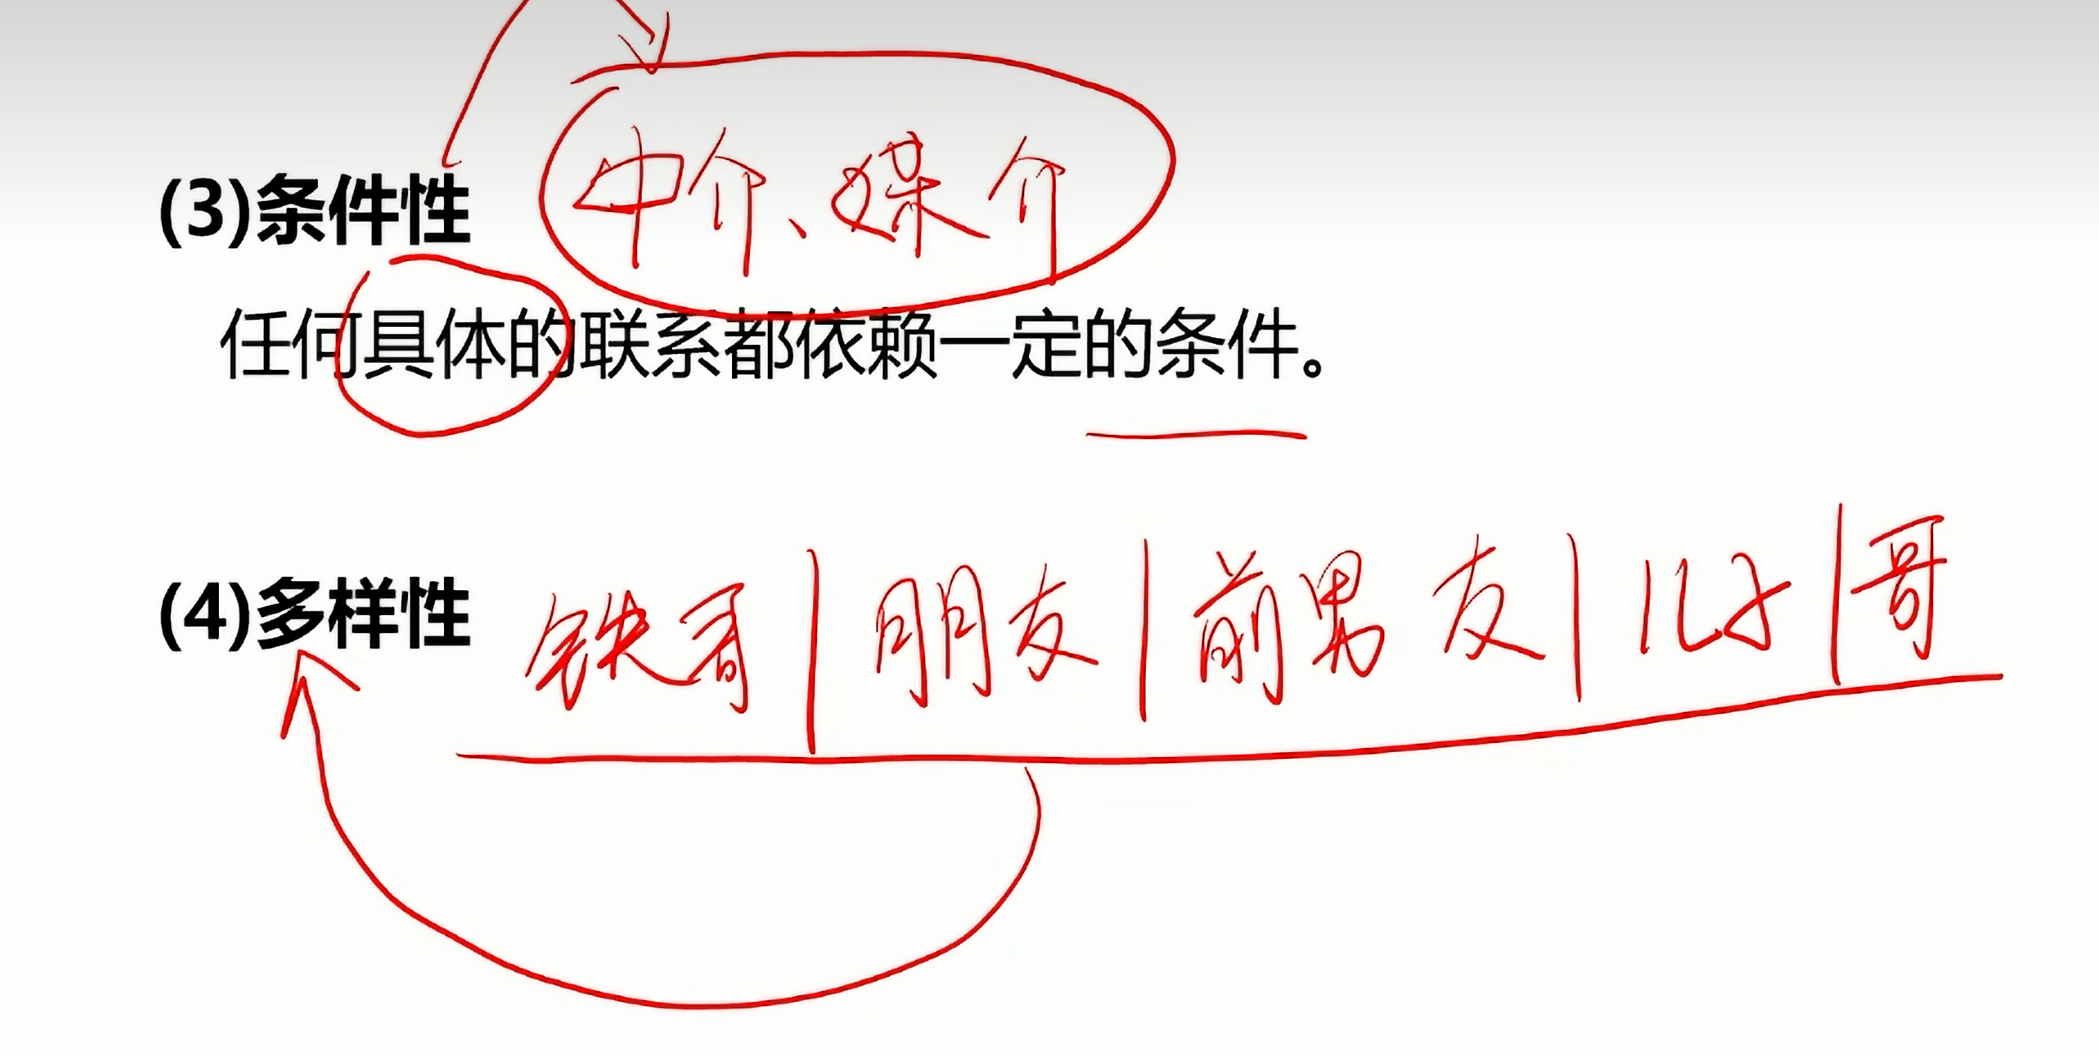 (3)条件性 中介、媒介
任何具体的联系都依赖一定的条件。
(4)多样性 铁哥|朋友|前男友|儿子|哥